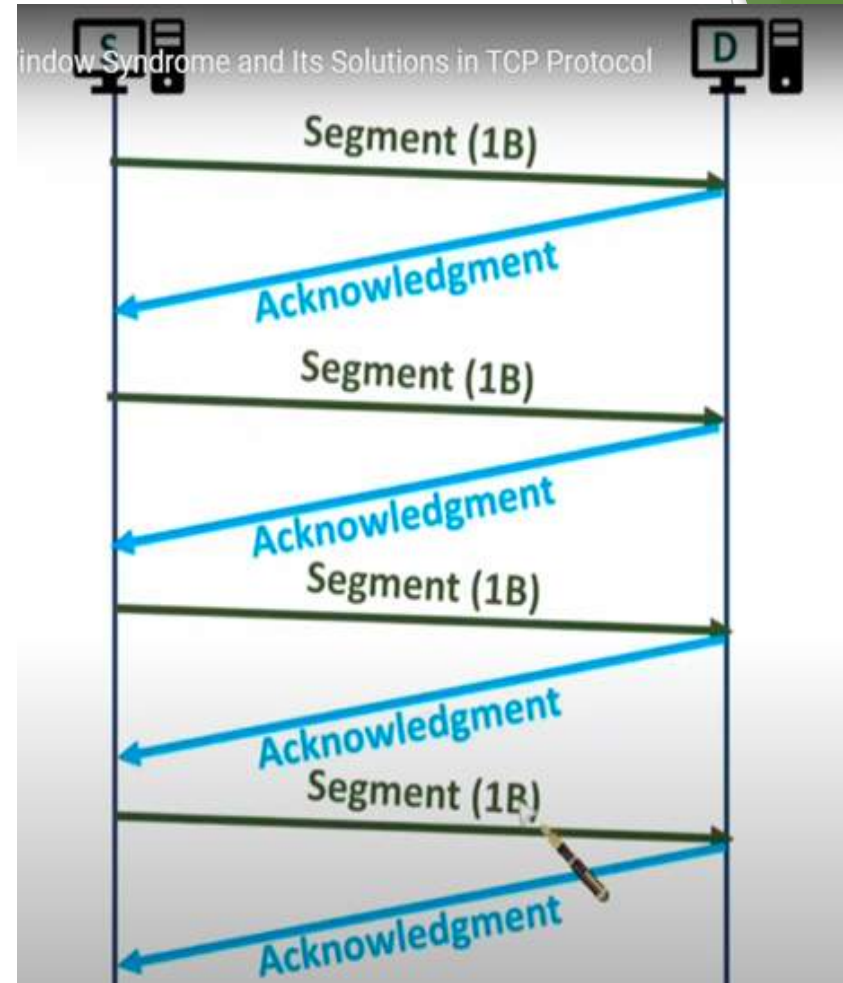 S
D
indow Syndrome and Its Solutions in TCP Protocol
Segment (1B)
Acknowledgment
Segment (1B)
Acknowledgment
Segment (1B)
Acknowledgment
Segment (1B)
Acknowledgment